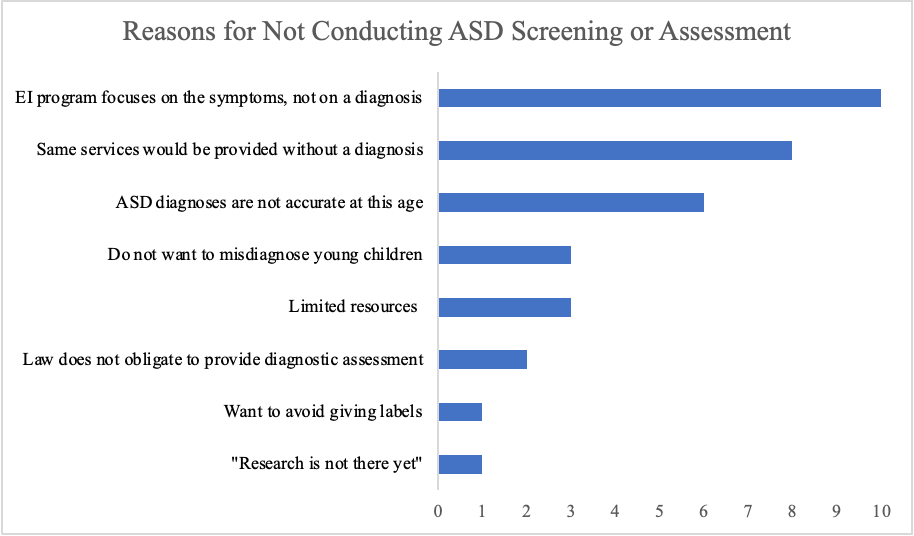 Reasons for Not Conducting ASD Screening or Assessment
EI program focuses on the symptoms, not on a diagnosis
Same services would be provided without a diagnosis
ASD diagnoses are not accurate at this age
Do not want to misdiagnose young children
Limited resources
Law does not obligate to provide diagnostic assessment
Want to avoid giving labels
"Research is not there yet"
0 1 2 3 4 5 6 7 8 9 10